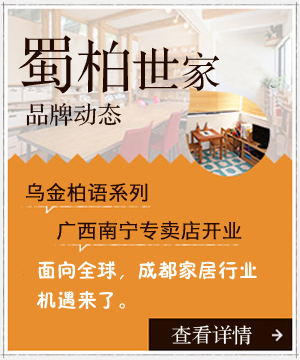 蜀柏世家
品牌动态
乌金柏语系列
广西南宁专卖店开业
面向全球，成都家居行业
机遇来了。
查看详情